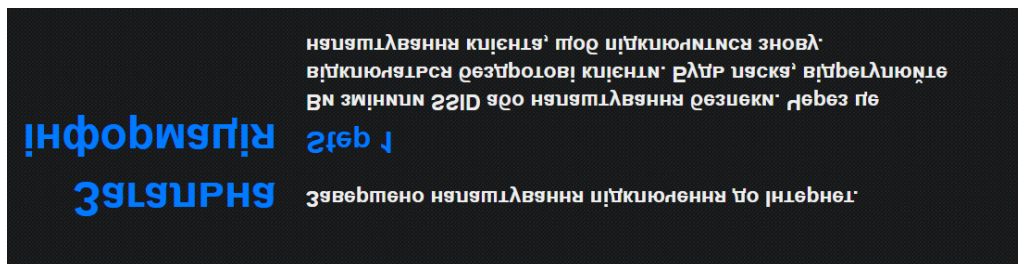 Загальна
інформація
Завершено налаштування підключення до Інтернет.
Step 1
Ви змінили SSID або налаштування безпеки. Через це
відключаться бездротові клієнти. Будь ласка, відрегулюйте
налаштування клієнта, щоб підключитися знову.